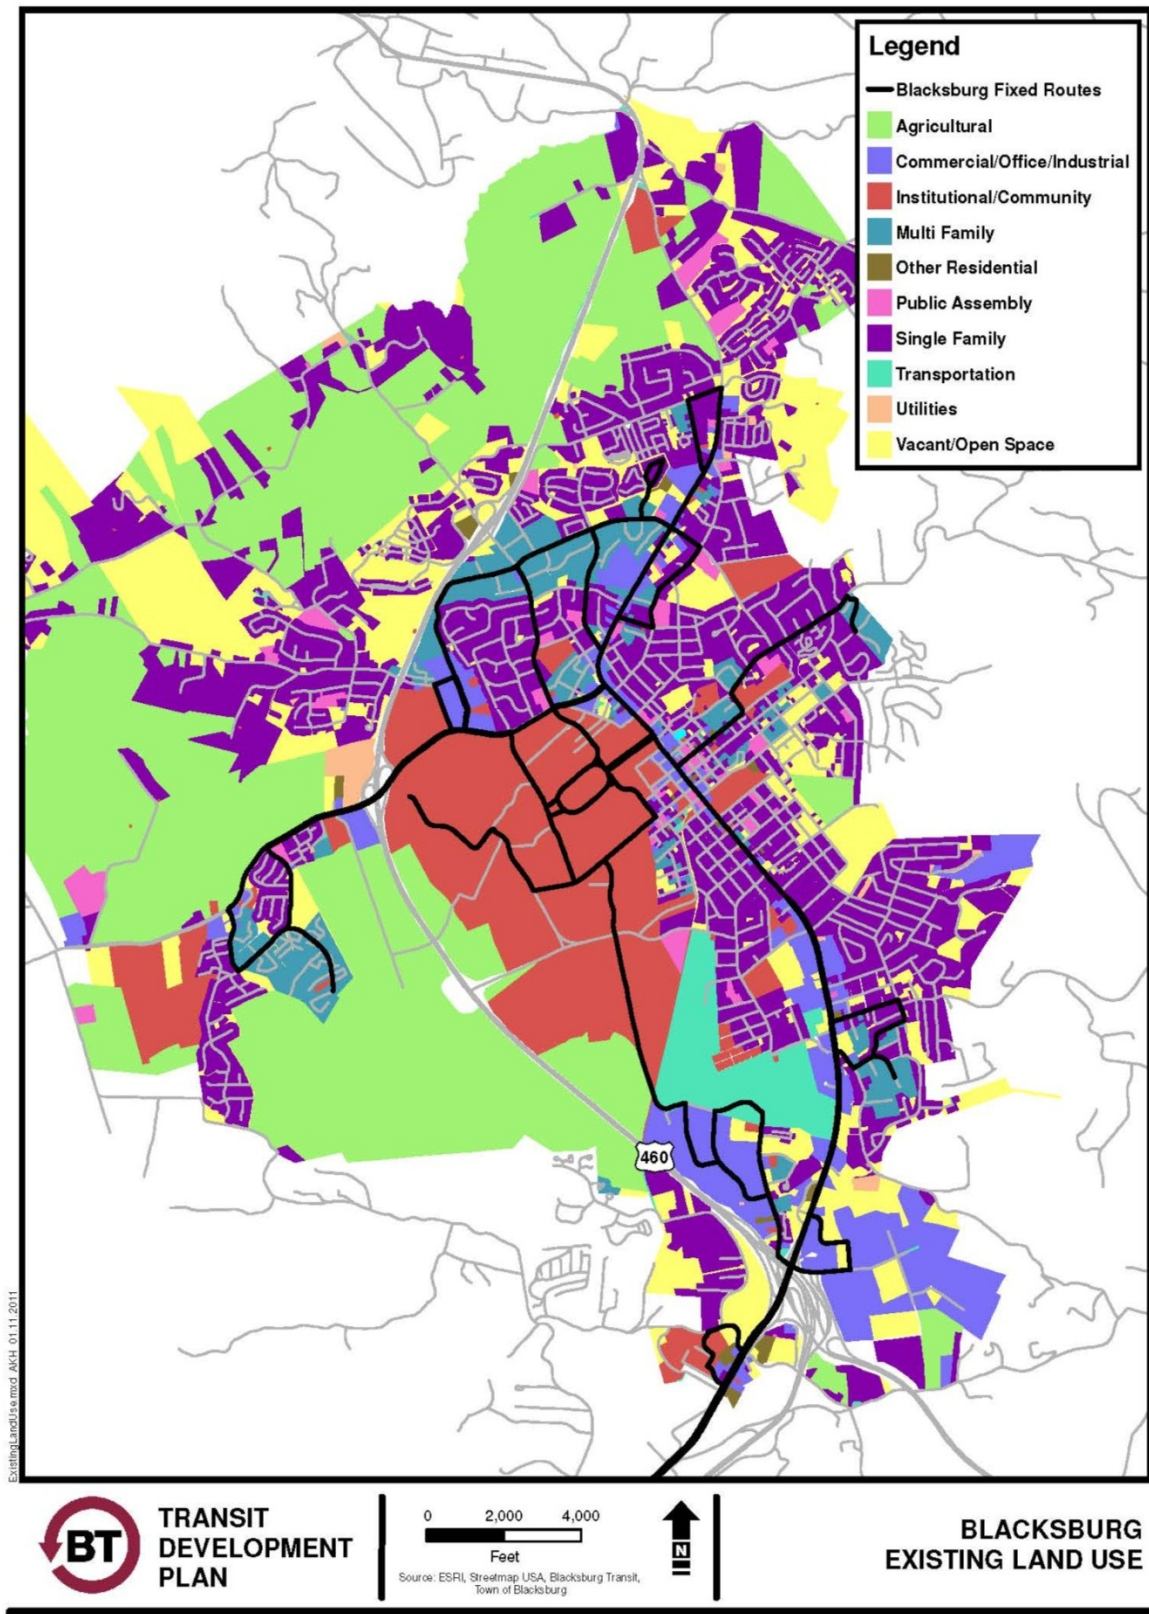 Legend
Blacksburg Fixed Routes
Agricultural
Commercial/Office/Industrial
Institutional/Community
Multi Family
Other Residential
Public Assembly
Single Family
Transportation
Utilities
Vacant/Open Space
460
ExistingLandUse.mxd AKH 01.11.2011
BT
TRANSIT
DEVELOPMENT
PLAN
0 2,000 4,000
Feet
Source: ESRI, Streetmap USA, Blacksburg Transit,
Town of Blacksburg
N
BLACKSBURG
EXISTING LAND USE